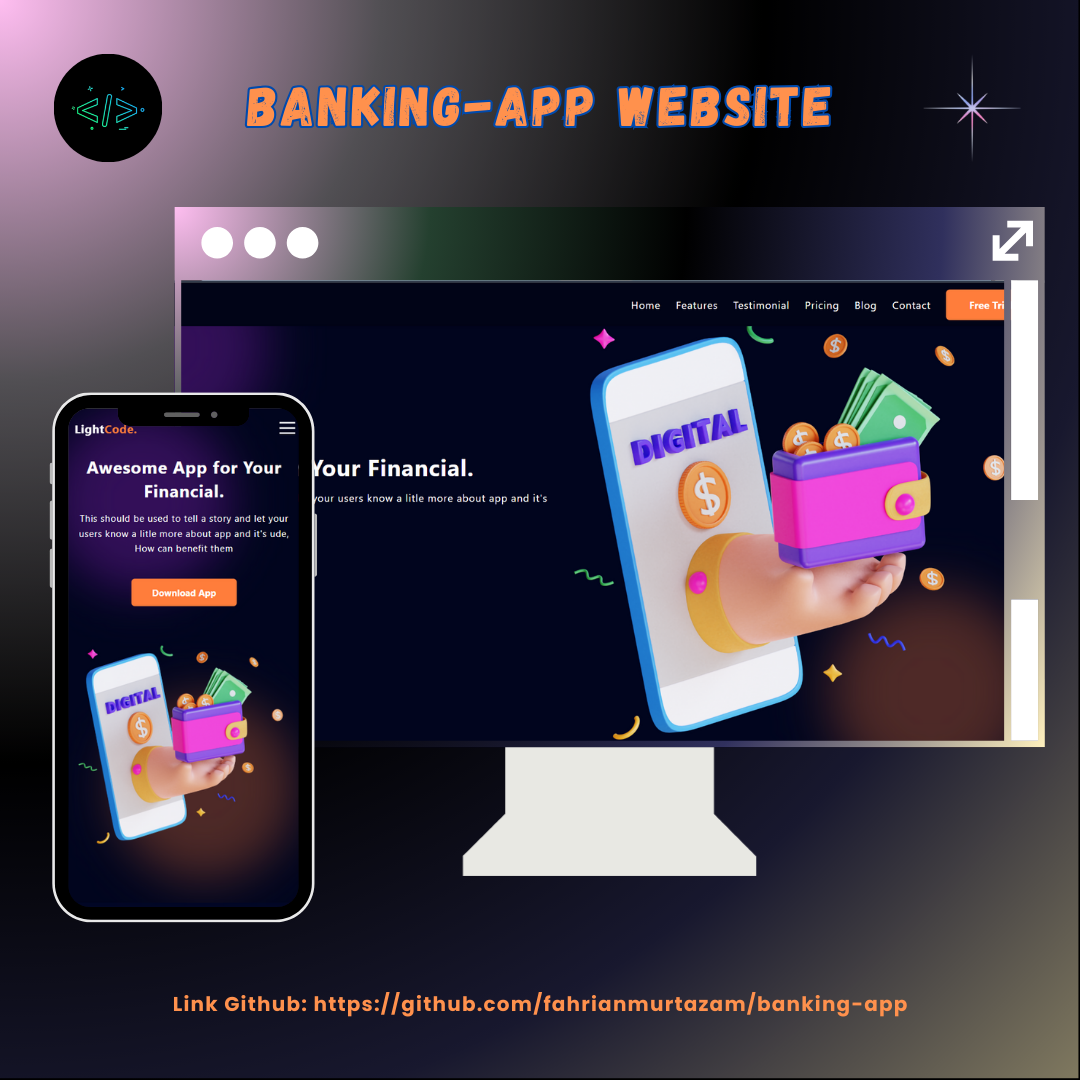 BANKING-APP WEBSITE
Home Features Testimonial Pricing Blog Contact Free Tri
DIGITAL
$
Your Financial.
your users know a litle more about app and it's
LightCode.
Awesome App for Your
Financial.
This should be used to tell a story and let your
users know a litle more about app and it's ude,
How can benefit them
Download App
DIGITAL
$
Link Github: https://github.com/fahrianmurtazam/banking-app